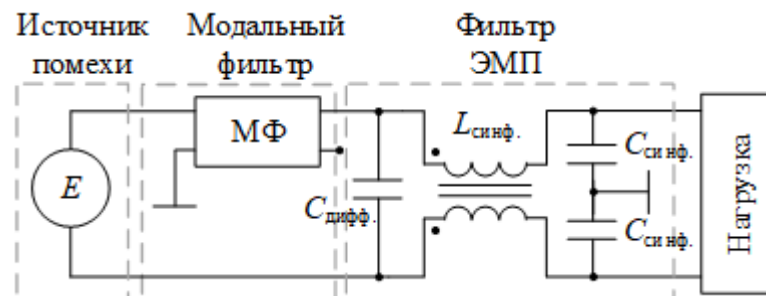 Источник
помехи
Модальный
фильтр
Фильтр
ЭМП
E
МФ
Cдифф.
Lсинф.
Cсинф.
Cсинф.
Нагрузка